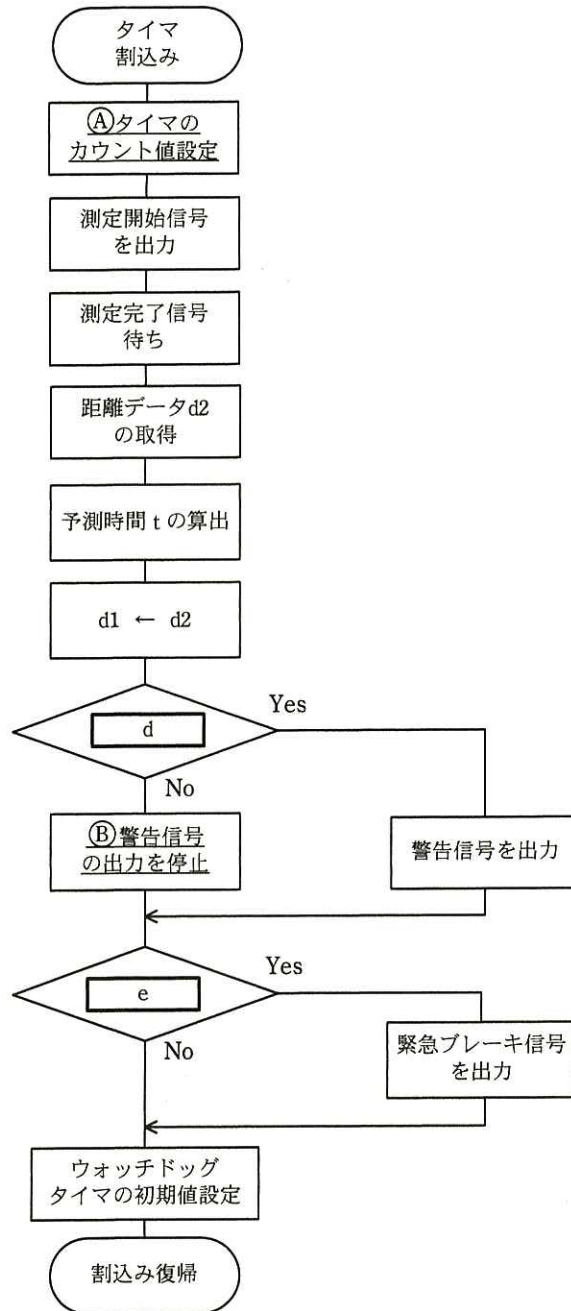 タイマ
割込み
Ⓐタイマの
カウント値設定
測定開始信号
を出力
測定完了信号
待ち
距離データd2
の取得
予測時間 t の算出
d1 ← d2
d
Yes
No
Ⓑ警告信号
の出力を停止
警告信号を出力
e
Yes
No
緊急ブレーキ信号
を出力
ウォッチドッグ
タイマの初期値設定
割込み復帰